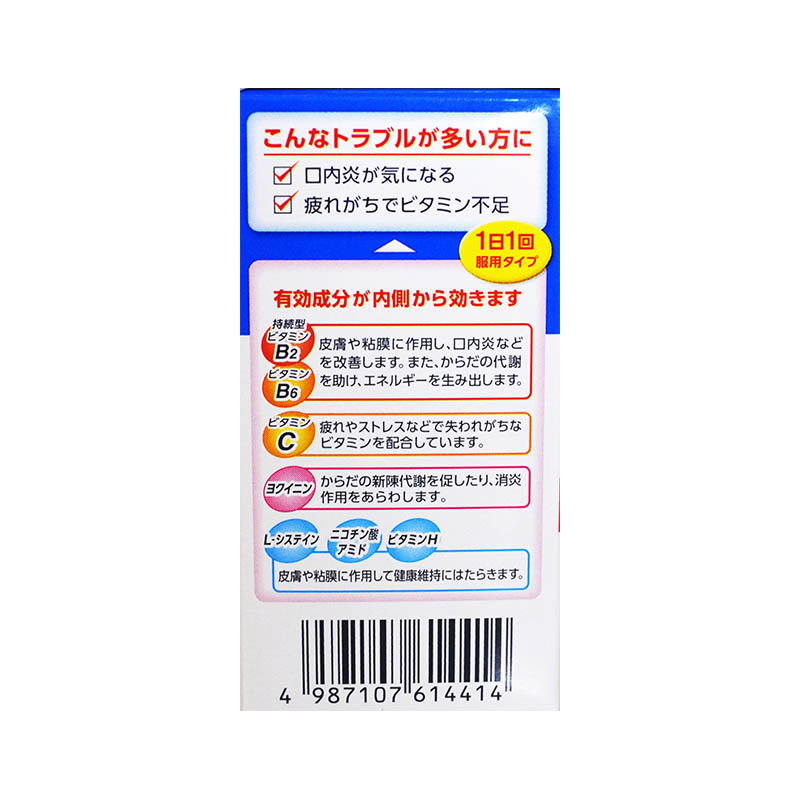 こんなトラブルが多い方に
口内炎が気になる
疲れがちでビタミン不足
1日1回
服用タイプ
有効成分が内側から効きます
持続型
ビタミン
B2
ビタミン
B6
皮膚や粘膜に作用し、口内炎など
を改善します。また、からだの代謝
を助け、エネルギーを生み出します。
ビタミン
C
疲れやストレスなどで失われがちな
ビタミンを配合しています。
ヨクイニン
からだの新陳代謝を促したり、消炎
作用をあらわします。
L-システイン
ニコチン酸
アミド
ビタミンH
皮膚や粘膜に作用して健康維持にはたらきます。
4 987107 614414